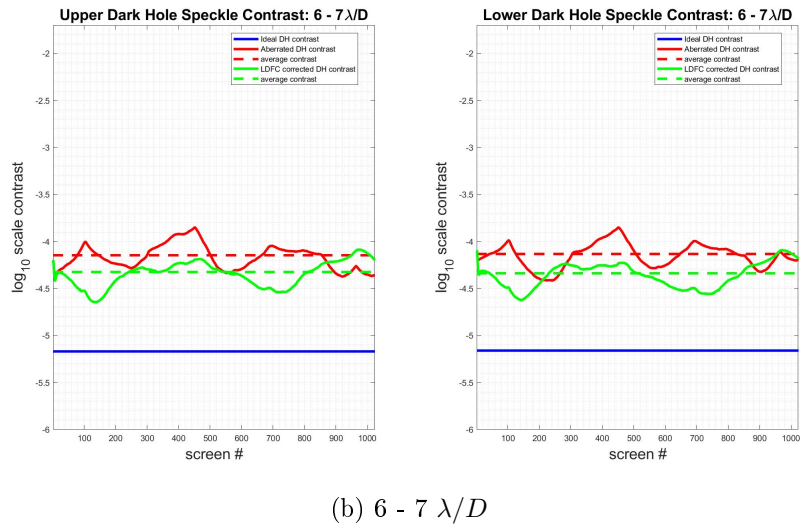 Upper Dark Hole Speckle Contrast: 6 - 7λ/D
Ideal DH contrast
Aberrated DH contrast
average contrast
LDFC corrected DH contrast
average contrast
-2
-2.5
-3
-3.5
-4
-4.5
-5
-5.5
-6
log10 scale contrast
100 200 300 400 500 600 700 800 900 1000
screen #
Lower Dark Hole Speckle Contrast: 6 - 7λ/D
Ideal DH contrast
Aberrated DH contrast
average contrast
LDFC corrected DH contrast
average contrast
-2
-2.5
-3
-3.5
-4
-4.5
-5
-5.5
-6
log10 scale contrast
100 200 300 400 500 600 700 800 900 1000
screen #
(b) 6 - 7 λ/D